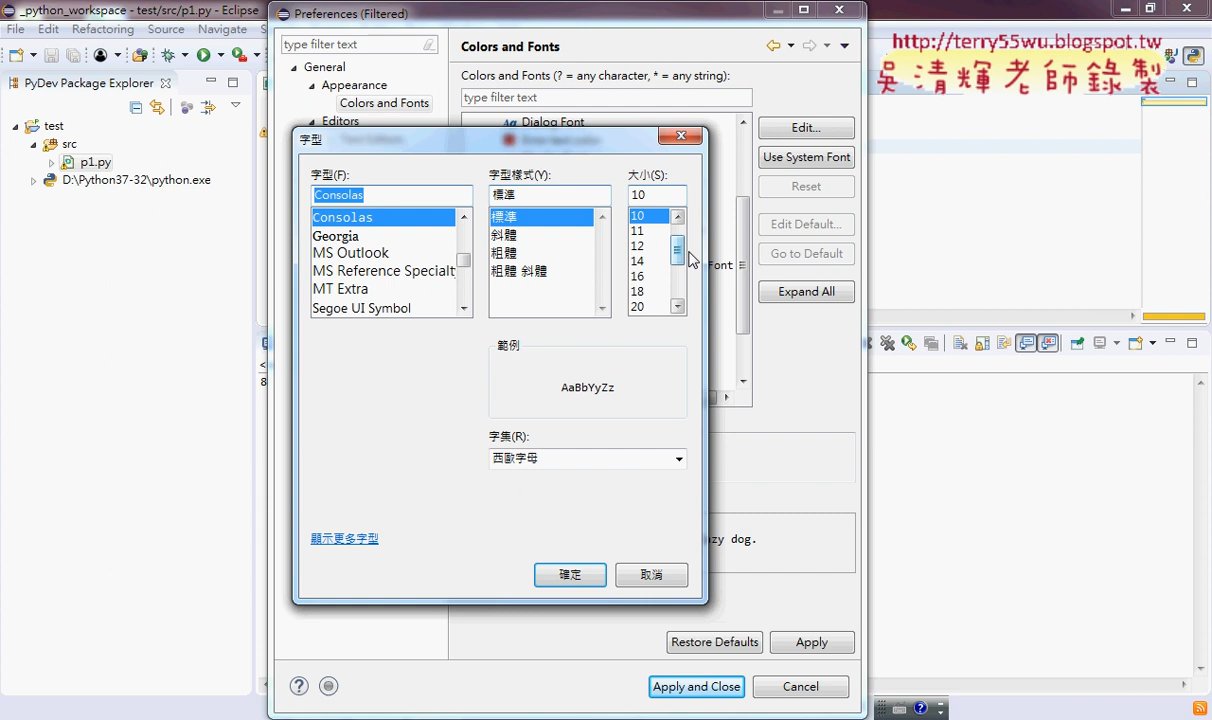 _python_workspace - test/src/p1.py - Eclipse
File Edit Refactoring Source Navigate
PyDev Package Explorer
test
src
p1.py
D:\Python37-32\python.exe
Preferences (Filtered)
type filter text
General
Appearance
Colors and Fonts
Editors
Colors and Fonts
Colors and Fonts (? = any character, * = any string):
type filter text
Dialog Font
Font
zy dog.
Edit...
Use System Font
Reset
Edit Default...
Go to Default
Expand All
Restore Defaults
Apply
Apply and Close
Cancel
字型
字型(F):
Consolas
Consolas
Georgia
MS Outlook
MS Reference Specialty
MT Extra
Segoe UI Symbol
字型樣式(Y):
標準
標準
斜體
粗體
粗體 斜體
大小(S):
10
10
11
12
14
16
18
20
範例
AaBbYyZz
字集(R):
西歐字母
顯示更多字型
確定
取消
http://terry55wu.blogspot.tw
吳清輝老師錄製